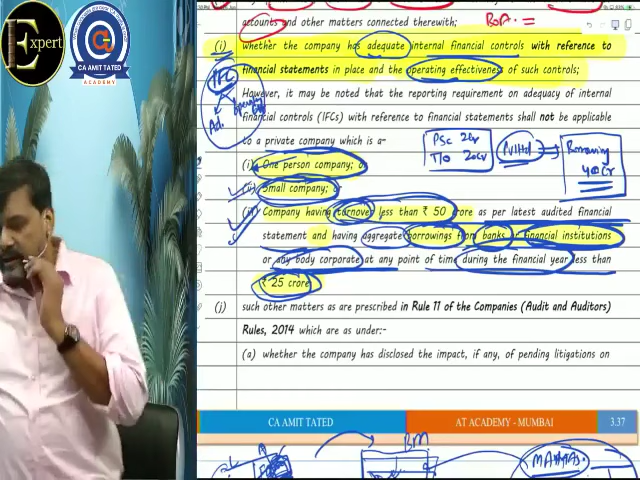 Expert
CA AMIT TATED
ACADEMY
accounts and other matters connected therewith;
(i) whether the company has adequate internal financial controls with reference to
financial statements in place and the operating effectiveness of such controls;
However, it may be noted that the reporting requirement on adequacy of internal
financial controls (IFCs) with reference to financial statements shall not be applicable
to a private company which is a-
(i) One person company; or
(ii) Small company; or
Company having turnover less than ₹ 50 crore as per latest audited financial
statement and having aggregate borrowings from banks or financial institutions
or any body corporate at any point of time during the financial year less than
₹ 25 crore
(j) such other matters as are prescribed in Rule 11 of the Companies (Audit and Auditors)
Rules, 2014 which are as under:-
(a) whether the company has disclosed the impact, if any, of pending litigations on
IFC
PSC 2Cr
T/O 20Cr
Pvt Ltd
Borrowing
40Cr
CA AMIT TATED
AT ACADEMY - MUMBAI
3.37
BM